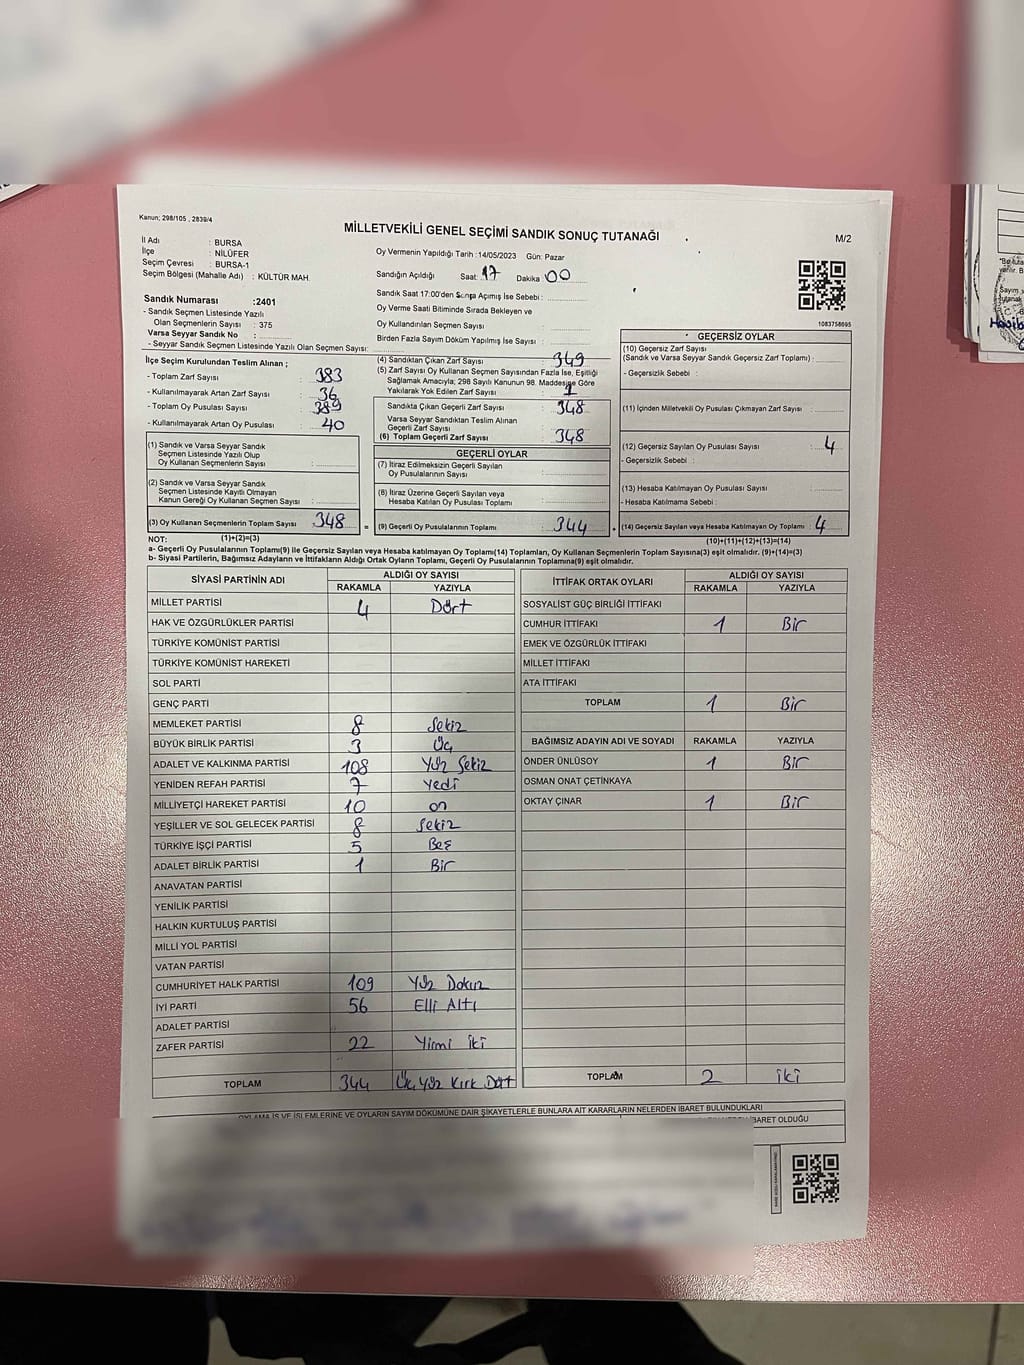 Kanun; 298/105 , 2839/4
MİLLETVEKİLİ GENEL SEÇİMİ SANDIK SONUÇ TUTANAĞI
M/2
İl Adı : BURSA
İlçe : NİLÜFER
Seçim Çevresi : BURSA-1
Seçim Bölgesi (Mahalle Adı) : KÜLTÜR MAH.
Oy Vermenin Yapıldığı Tarih :14/05/2023 Gün: Pazar
Sandığın Açıldığı Saat: 17 Dakika: 00
Sandık Saat 17:00'den Sonra Açımış İse Sebebi :
Oy Verme Saati Bitiminde Sırada Bekleyen ve
Oy Kullandırılan Seçmen Sayısı :
Birden Fazla Sayım Döküm Yapılmış İse Sayısı :
1083758695
Sandık Numarası :2401
- Sandık Seçmen Listesinde Yazılı
Olan Seçmenlerin Sayısı : 375
Varsa Seyyar Sandık No :
- Seyyar Sandık Seçmen Listesinde Yazılı Olan Seçmen Sayısı:
İlçe Seçim Kurulundan Teslim Alınan ;
- Toplam Zarf Sayısı : 383
- Kullanılmayarak Artan Zarf Sayısı : 36
- Toplam Oy Pusulası Sayısı : 389
- Kullanılmayarak Artan Oy Pusulası : 40
(1) Sandık ve Varsa Seyyar Sandık
Seçmen Listesinde Yazılı Olup
Oy Kullanan Seçmenlerin Sayısı :
(2) Sandık ve Varsa Seyyar Sandık
Seçmen Listesinde Kayıtlı Olmayan
Kanun Gereği Oy Kullanan Seçmen Sayısı :
(3) Oy Kullanan Seçmenlerin Toplam Sayısı : 348 =
(4) Sandıktan Çıkan Zarf Sayısı : 349
(5) Zarf Sayısı Oy Kullanan Seçmen Sayısından Fazla İse, Eşitliği
Sağlamak Amacıyla; 298 Sayılı Kanunun 98. Maddesine Göre
Yakılarak Yok Edilen Zarf Sayısı : 1
Sandıkta Çıkan Geçerli Zarf Sayısı : 348
Varsa Seyyar Sandıktan Teslim Alınan
Geçerli Zarf Sayısı :
(6) Toplam Geçerli Zarf Sayısı : 348
GEÇERLİ OYLAR
(7) İtiraz Edilmeksizin Geçerli Sayılan
Oy Pusulalarının Sayısı :
(8) İtiraz Üzerine Geçerli Sayılan veya
Hesaba Katılan Oy Pusulası Toplamı :
(9) Geçerli Oy Pusulalarının Toplamı : 344
GEÇERSİZ OYLAR
(10) Geçersiz Zarf Sayısı
(Sandık ve Varsa Seyyar Sandık Geçersiz Zarf Toplamı) :
- Geçersizlik Sebebi :
(11) İçinden Milletvekili Oy Pusulası Çıkmayan Zarf Sayısı :
(12) Geçersiz Sayılan Oy Pusulası Sayısı : 4
- Geçersizlik Sebebi :
(13) Hesaba Katılmayan Oy Pusulası Sayısı :
- Hesaba Katılmama Sebebi :
(14) Geçersiz Sayılan veya Hesaba Katılmayan Oy Toplamı : 4
NOT: (1)+(2)=(3)
(10)+(11)+(12)+(13)=(14)
a- Geçerli Oy Pusulalarının Toplamı(9) ile Geçersiz Sayılan veya Hesaba katılmayan Oy Toplamı(14) Toplamları, Oy Kullanan Seçmenlerin Toplam Sayısına(3) eşit olmalıdır. (9)+(14)=(3)
b- Siyasi Partilerin, Bağımsız Adayların ve İttifakların Aldığı Ortak Oyların Toplamı, Geçerli Oy Pusulalarının Toplamına(9) eşit olmalıdır.
SİYASİ PARTİNİN ADI ALDIĞI OY SAYISI
RAKAMLA YAZIYLA
MİLLET PARTİSİ 4 Dört
HAK VE ÖZGÜRLÜKLER PARTİSİ
TÜRKİYE KOMÜNİST PARTİSİ
TÜRKİYE KOMÜNİST HAREKETİ
SOL PARTİ
GENÇ PARTİ
MEMLEKET PARTİSİ 8 Sekiz
BÜYÜK BİRLİK PARTİSİ 3 Üç
ADALET VE KALKINMA PARTİSİ 108 Yüz Sekiz
YENİDEN REFAH PARTİSİ 7 Yedi
MİLLİYETÇİ HAREKET PARTİSİ 10 on
YEŞİLLER VE SOL GELECEK PARTİSİ 8 Sekiz
TÜRKİYE İŞÇİ PARTİSİ 5 Beş
ADALET BİRLİK PARTİSİ 1 Bir
ANAVATAN PARTİSİ
YENİLİK PARTİSİ
HALKIN KURTULUŞ PARTİSİ
MİLLİ YOL PARTİSİ
VATAN PARTİSİ
CUMHURİYET HALK PARTİSİ 109 Yüz Dokuz
İYİ PARTİ 56 Elli Altı
ADALET PARTİSİ
ZAFER PARTİSİ 22 Yirmi iki
TOPLAM 344 Üç Yüz Kırk Dört
İTTİFAK ORTAK OYLARI ALDIĞI OY SAYISI
RAKAMLA YAZIYLA
SOSYALİST GÜÇ BİRLİĞİ İTTİFAKI
CUMHUR İTTİFAKI 1 Bir
EMEK VE ÖZGÜRLÜK İTTİFAKI
MİLLET İTTİFAKI
ATA İTTİFAKI
TOPLAM 1 Bir
BAĞIMSIZ ADAYIN ADI VE SOYADI RAKAMLA YAZIYLA
ÖNDER ÜNLÜSOY 1 Bir
OSMAN ONAT ÇETİNKAYA
OKTAY ÇINAR 1 Bir
TOPLAM 2 iki
OYLAMA İŞ VE İŞLEMLERİNE VE OYLARIN SAYIM DÖKÜMÜNE DAİR ŞİKAYETLERLE BUNLARA AİT KARARLARIN NELERDEN İBARET BULUNDUKLARI
İBARET OLDUĞU